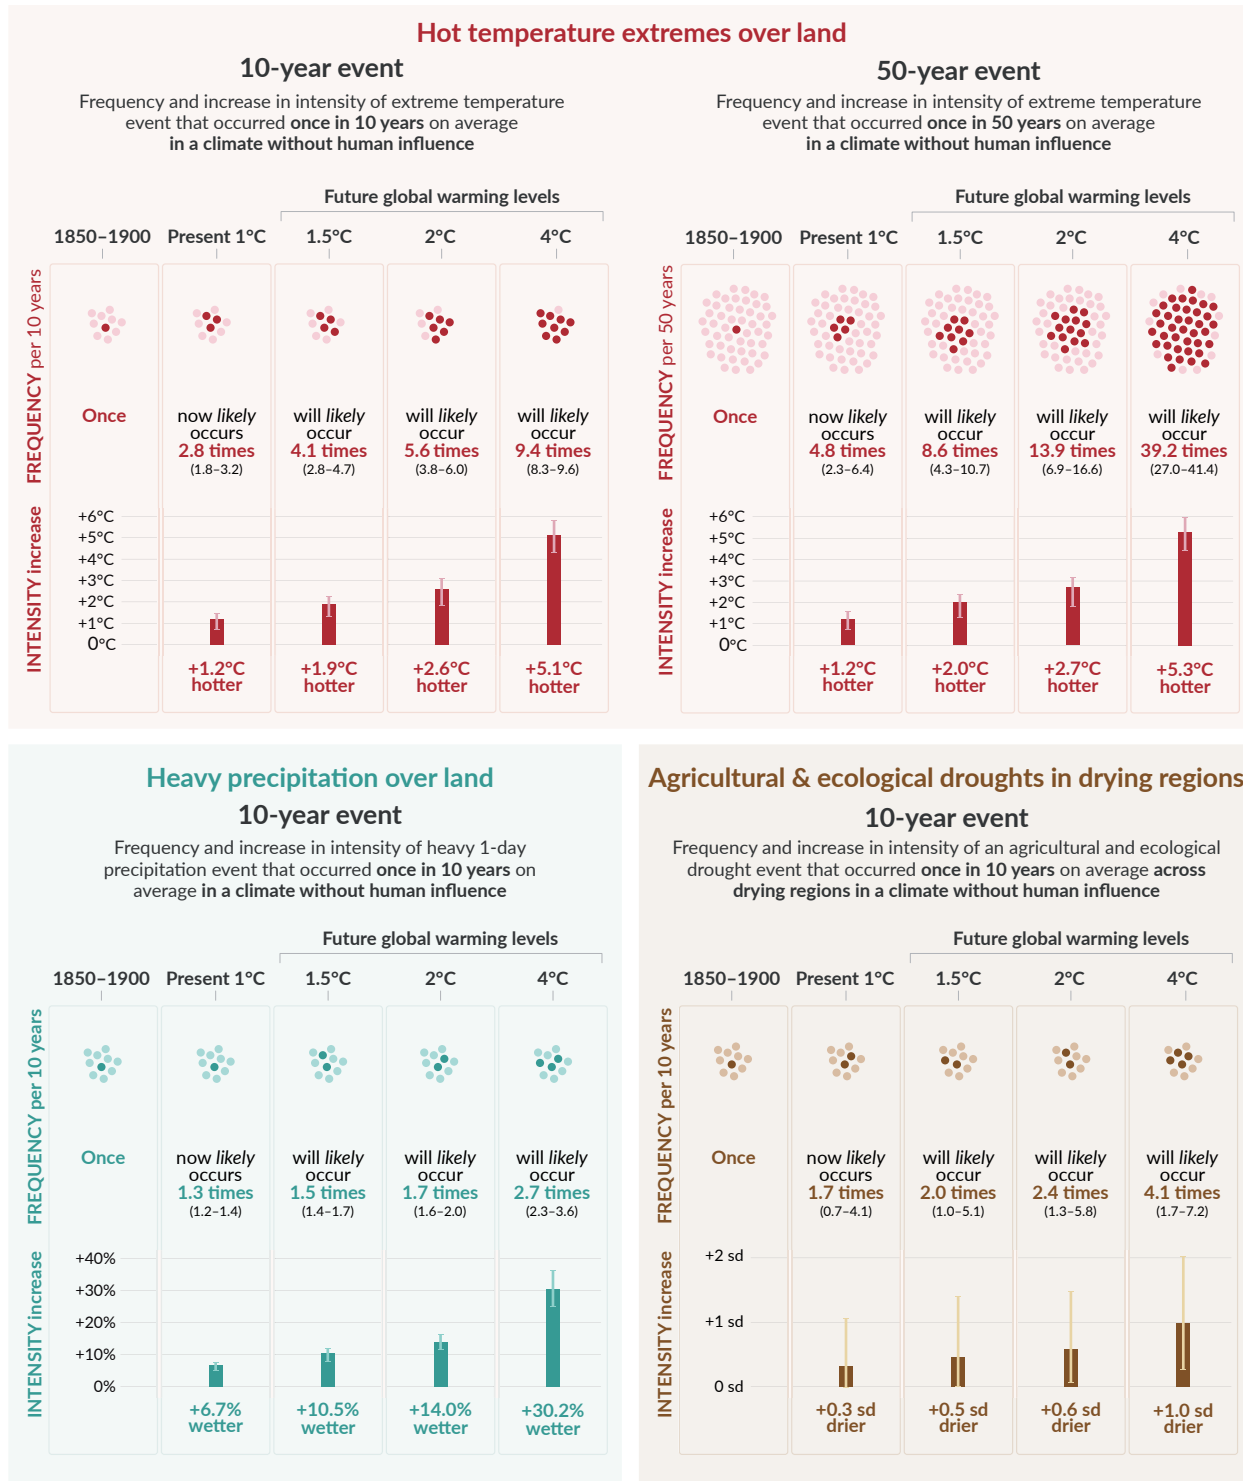 Hot temperature extremes over land
10-year event
Frequency and increase in intensity of extreme temperature
event that occurred once in 10 years on average
in a climate without human influence
Future global warming levels
1850–1900 Present 1°C 1.5°C 2°C 4°C
FREQUENCY per 10 years
Once
now likely occurs 2.8 times (1.8–3.2)
will likely occur 4.1 times (2.8–4.7)
will likely occur 5.6 times (3.8–6.0)
will likely occur 9.4 times (8.3–9.6)
INTENSITY increase
+6°C
+5°C
+4°C
+3°C
+2°C
+1°C
0°C
+1.2°C hotter
+1.9°C hotter
+2.6°C hotter
+5.1°C hotter
50-year event
Frequency and increase in intensity of extreme temperature
event that occurred once in 50 years on average
in a climate without human influence
Future global warming levels
1850–1900 Present 1°C 1.5°C 2°C 4°C
FREQUENCY per 50 years
Once
now likely occurs 4.8 times (2.3–6.4)
will likely occur 8.6 times (4.3–10.7)
will likely occur 13.9 times (6.9–16.6)
will likely occur 39.2 times (27.0–41.4)
INTENSITY increase
+6°C
+5°C
+4°C
+3°C
+2°C
+1°C
0°C
+1.2°C hotter
+2.0°C hotter
+2.7°C hotter
+5.3°C hotter
Heavy precipitation over land
10-year event
Frequency and increase in intensity of heavy 1-day
precipitation event that occurred once in 10 years on
average in a climate without human influence
Future global warming levels
1850–1900 Present 1°C 1.5°C 2°C 4°C
FREQUENCY per 10 years
Once
now likely occurs 1.3 times (1.2–1.4)
will likely occur 1.5 times (1.4–1.7)
will likely occur 1.7 times (1.6–2.0)
will likely occur 2.7 times (2.3–3.6)
INTENSITY increase
+40%
+30%
+20%
+10%
0%
+6.7% wetter
+10.5% wetter
+14.0% wetter
+30.2% wetter
Agricultural & ecological droughts in drying regions
10-year event
Frequency and increase in intensity of an agricultural and ecological
drought event that occurred once in 10 years on average across
drying regions in a climate without human influence
Future global warming levels
1850–1900 Present 1°C 1.5°C 2°C 4°C
FREQUENCY per 10 years
Once
now likely occurs 1.7 times (0.7–4.1)
will likely occur 2.0 times (1.0–5.1)
will likely occur 2.4 times (1.3–5.8)
will likely occur 4.1 times (1.7–7.2)
INTENSITY increase
+2 sd
+1 sd
0 sd
+0.3 sd drier
+0.5 sd drier
+0.6 sd drier
+1.0 sd drier